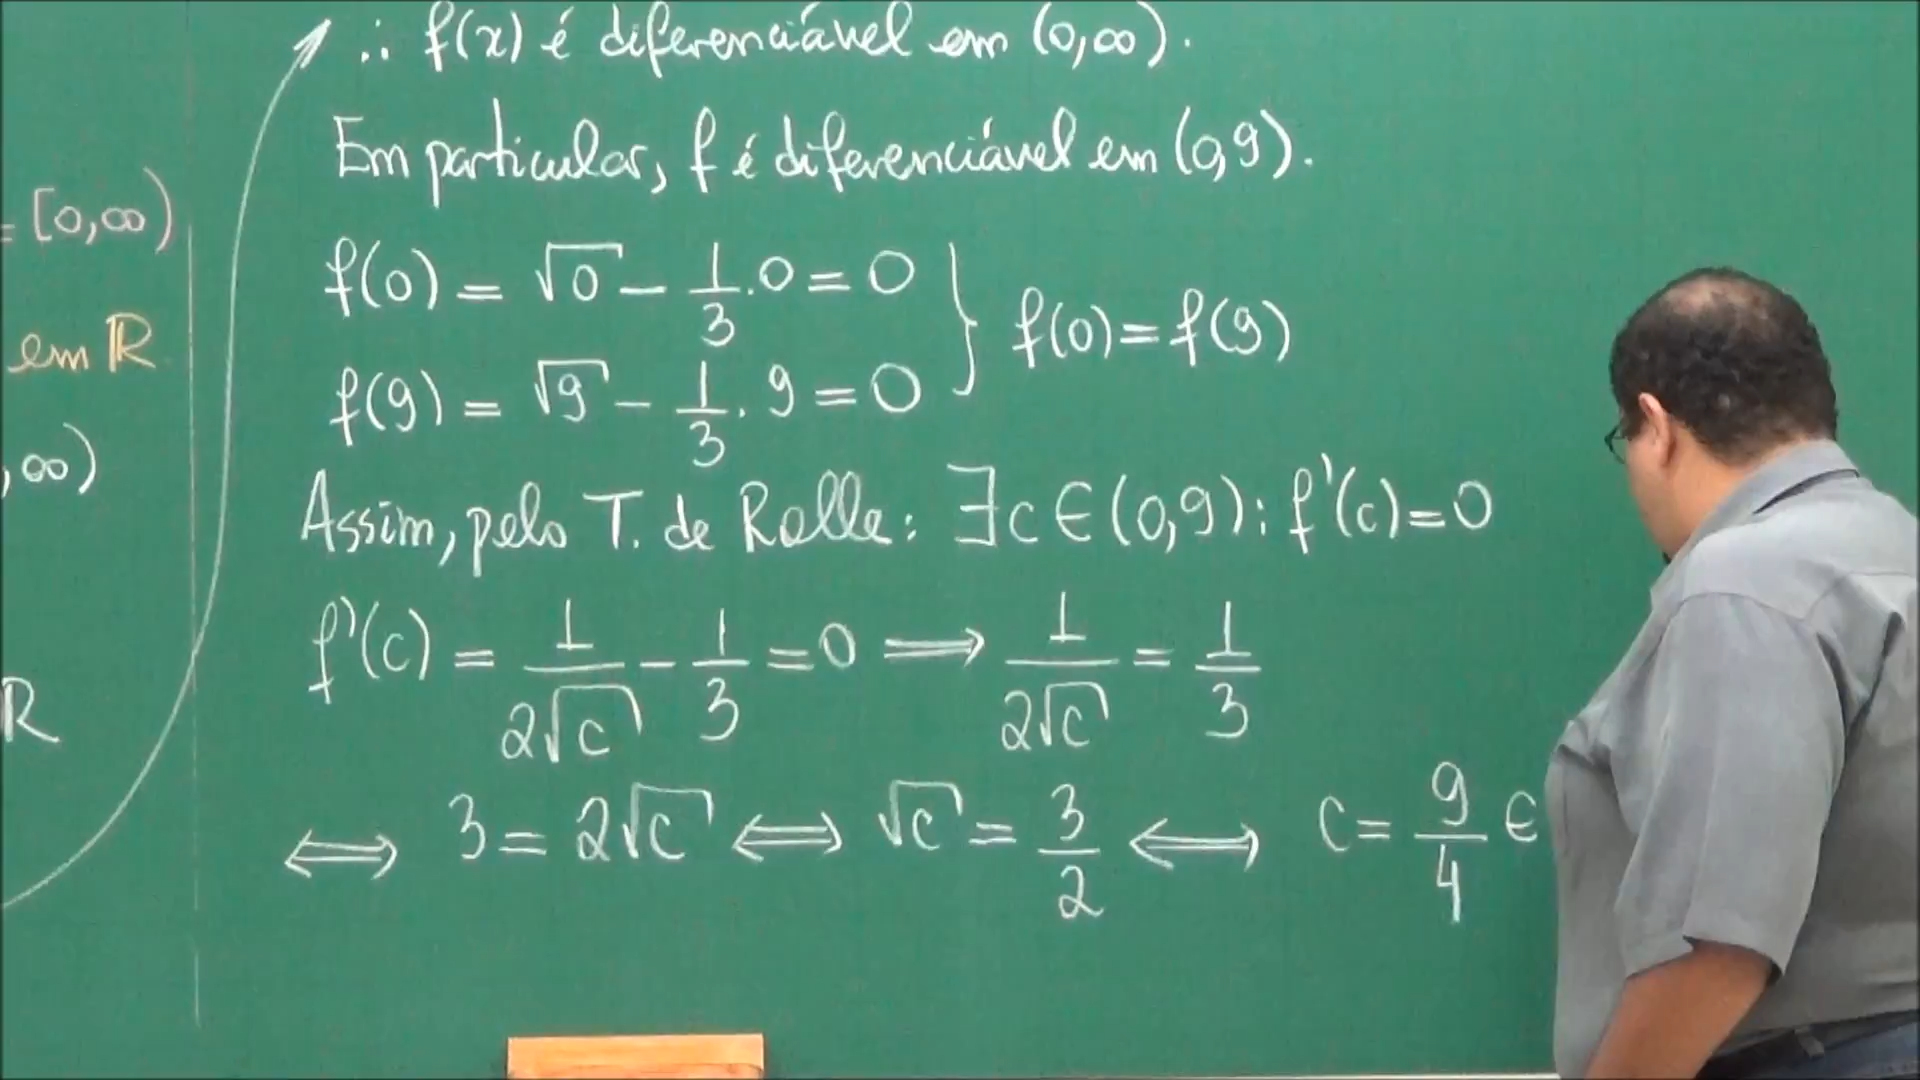 = [0,∞)
em ℝ
,∞)
R
∴ f(x) é diferenciável em (0,∞).
Em particular, f é diferenciável em (0,9).
f(0) = √0 - 1/3 . 0 = 0
f(9) = √9 - 1/3 . 9 = 0
} f(0) = f(9)
Assim, pelo T. de Rolle: ∃ c ∈ (0,9) : f'(c) = 0
f'(c) = 1/(2√c) - 1/3 = 0 ⟹ 1/(2√c) = 1/3
⟺ 3 = 2√c ⟺ √c = 3/2 ⟺ c = 9/4 ∈